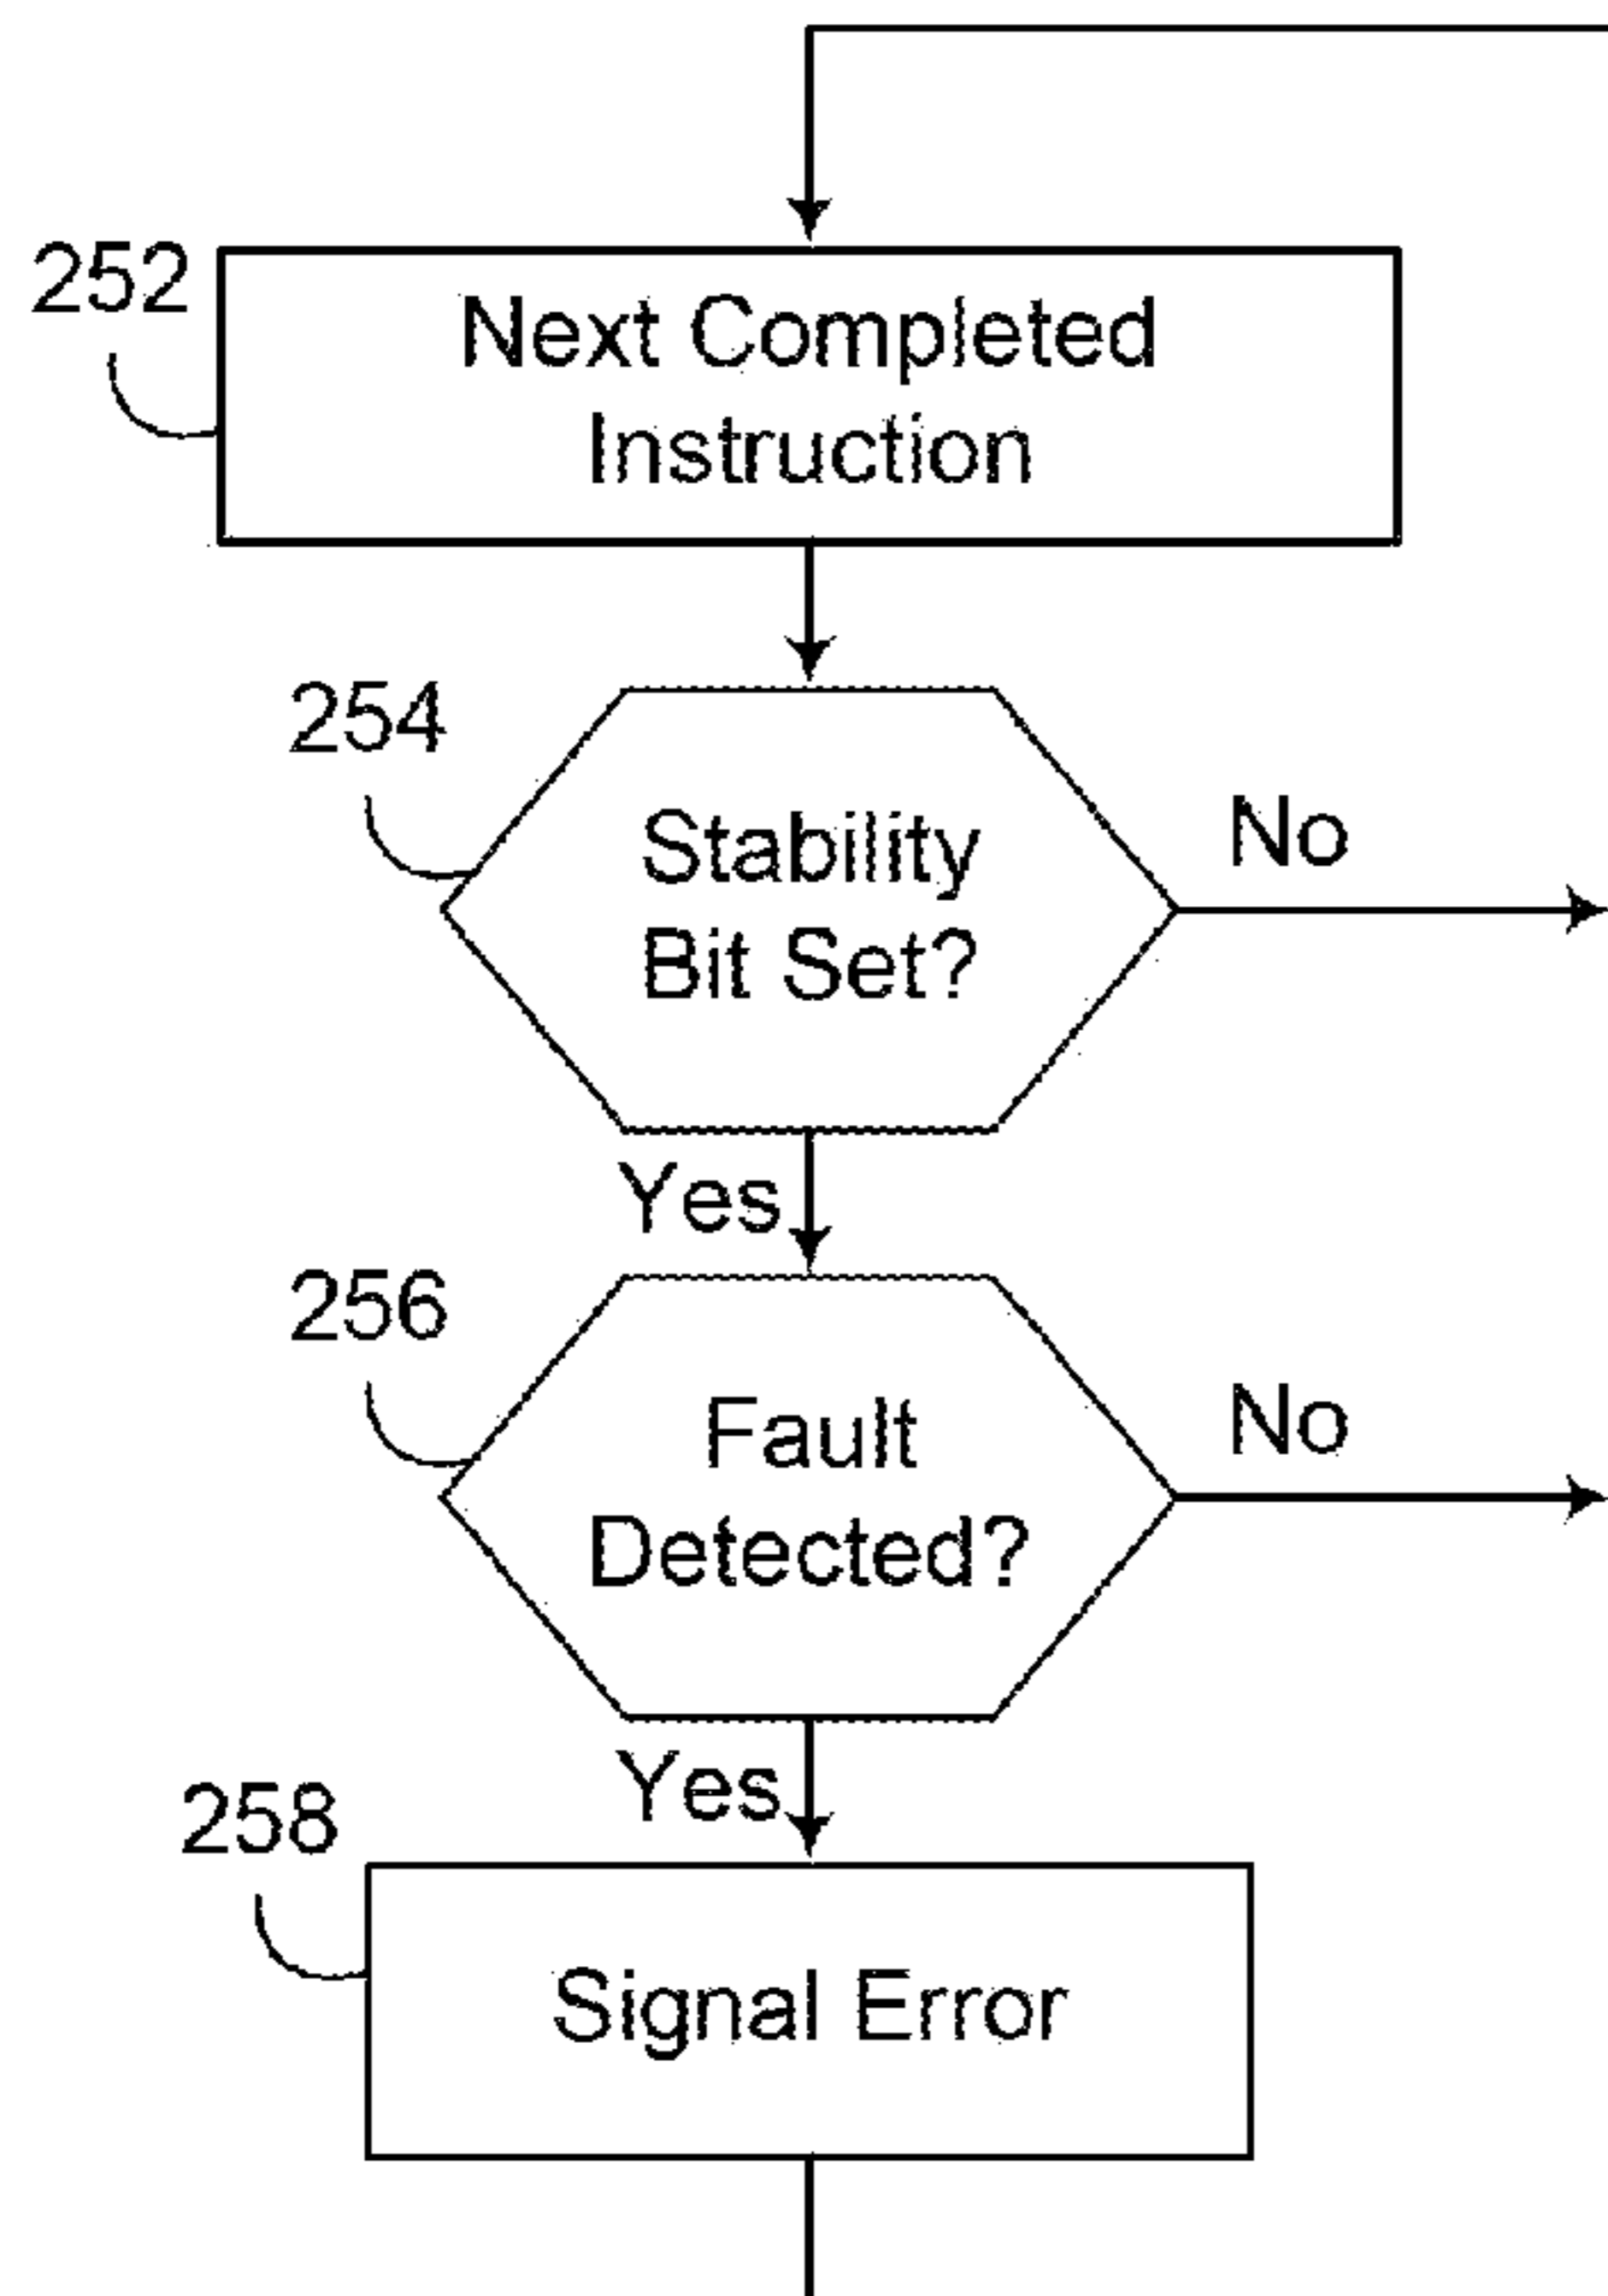 252
Next Completed
Instruction
254
Stability
Bit Set?
No
Yes
256
Fault
Detected?
No
Yes
258
Signal Error